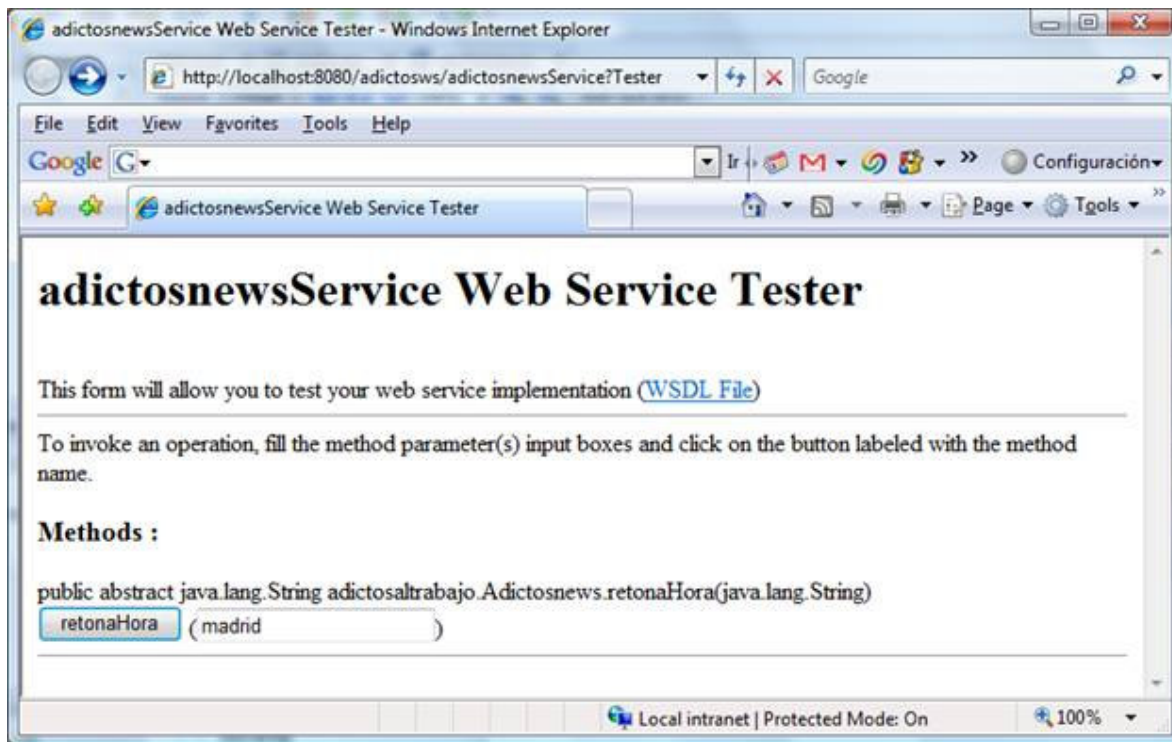 adictosnewsService Web Service Tester - Windows Internet Explorer
http://localhost:8080/adictosws/adictosnewsService?Tester
Google
File Edit View Favorites Tools Help
Google G Ir M » Configuración
adictosnewsService Web Service Tester
Page Tools »
adictosnewsService Web Service Tester
This form will allow you to test your web service implementation (WSDL File)
To invoke an operation, fill the method parameter(s) input boxes and click on the button labeled with the method
name.
Methods :
public abstract java.lang.String adictosaltrabajo.Adictosnews.retonaHora(java.lang.String)
retonaHora (madrid)
Local intranet | Protected Mode: On 100%